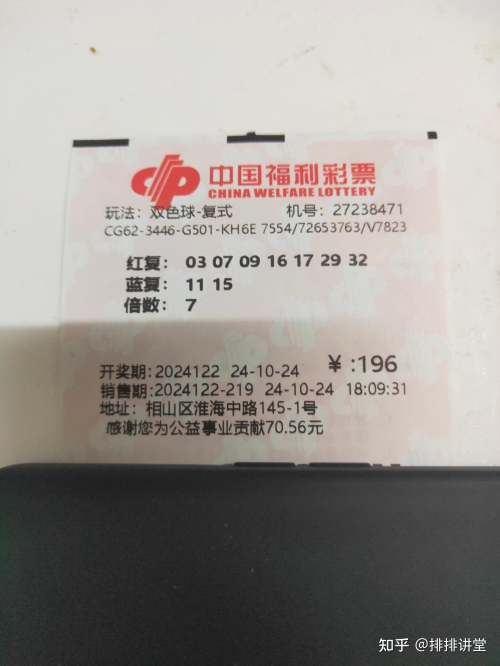 中国福利彩票
CHINA WELFARE LOTTERY
玩法：双色球-复式 机号：27238471
CG62-3446-G501-KH6E 7554/72653763/V7823
红复： 03 07 09 16 17 29 32
蓝复： 11 15
倍数： 7
开奖期:2024122 24-10-24 ￥:196
销售期:2024122-219 24-10-24 18:09:31
地址：相山区淮海中路145-1号
感谢您为公益事业贡献70.56元
知乎 @排排讲堂